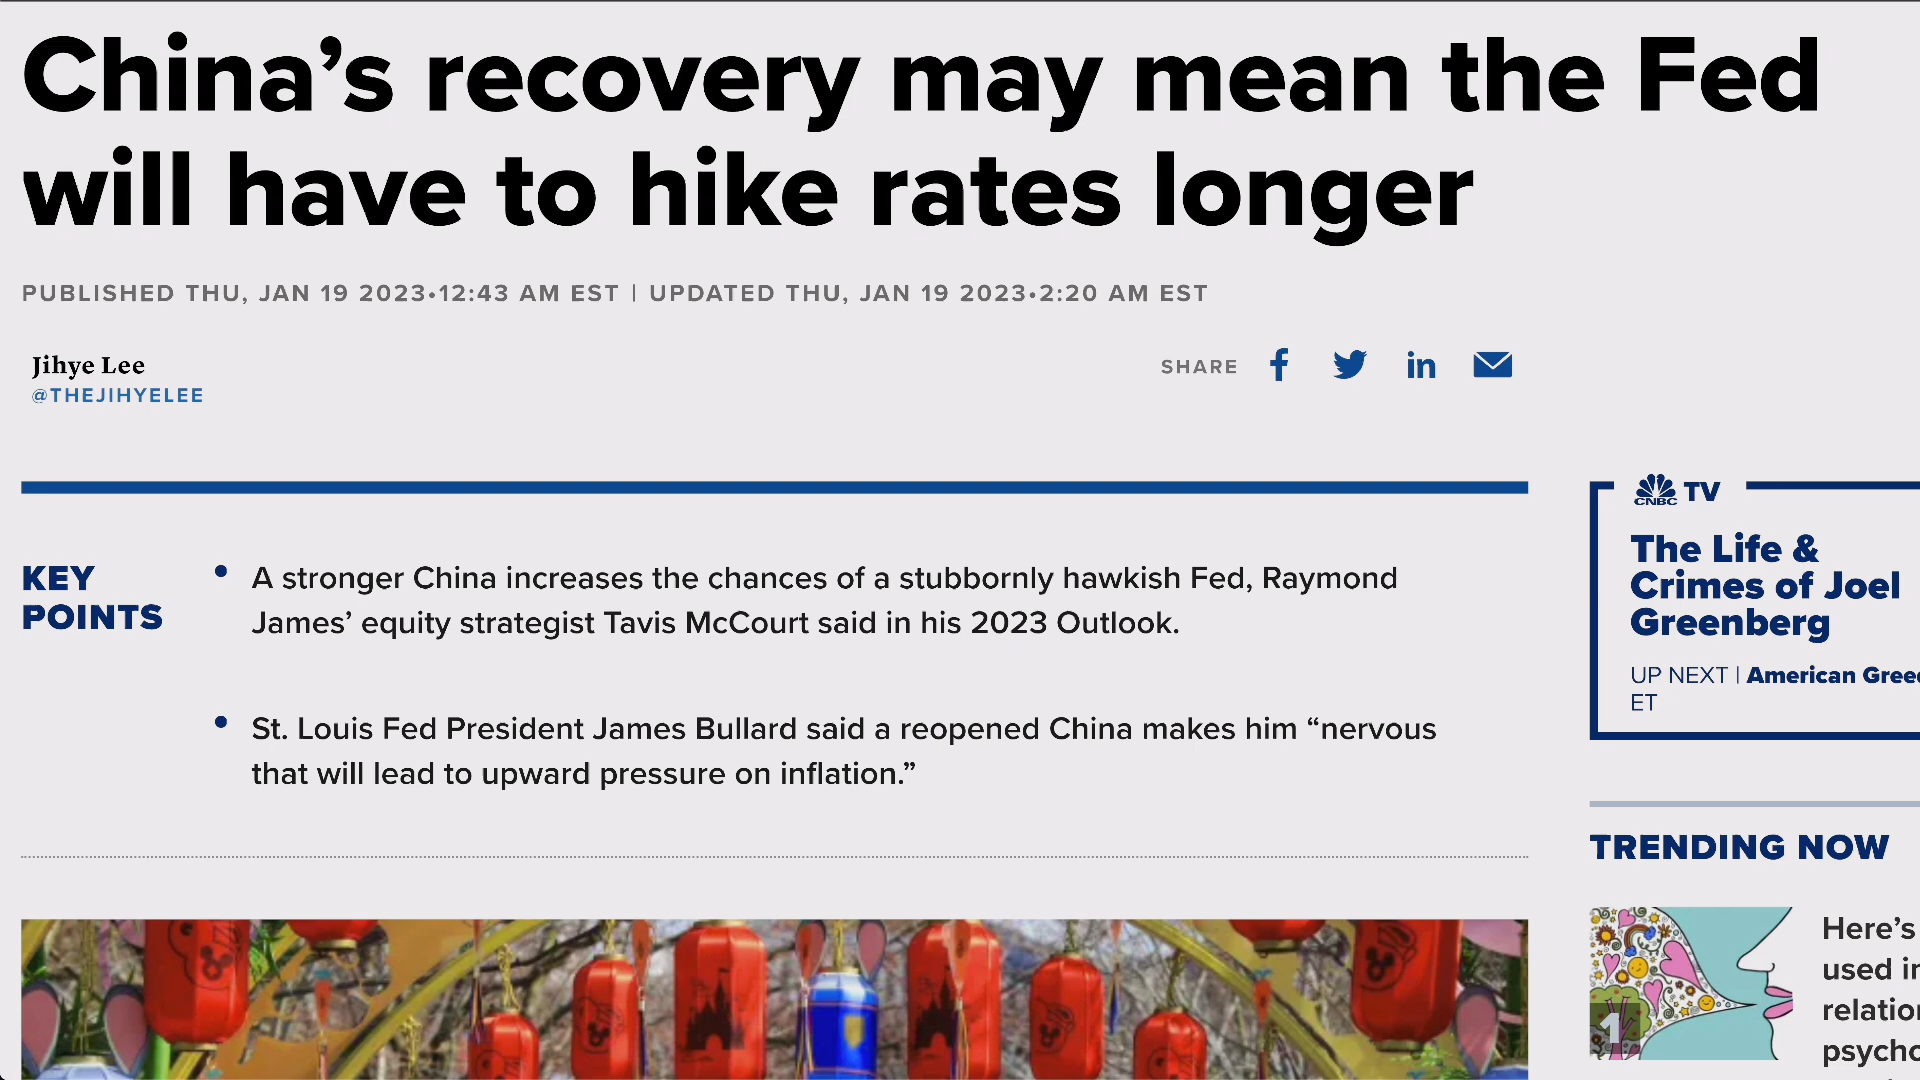 China’s recovery may mean the Fed
will have to hike rates longer
PUBLISHED THU, JAN 19 2023•12:43 AM EST | UPDATED THU, JAN 19 2023•2:20 AM EST
Jihye Lee
@THEJIHYELEE
SHARE
KEY
POINTS
• A stronger China increases the chances of a stubbornly hawkish Fed, Raymond
James’ equity strategist Tavis McCourt said in his 2023 Outlook.
• St. Louis Fed President James Bullard said a reopened China makes him “nervous
that will lead to upward pressure on inflation.”
CNBC TV
The Life &
Crimes of Joel
Greenberg
UP NEXT | American
ET
TRENDING NOW
1
Here’s
used